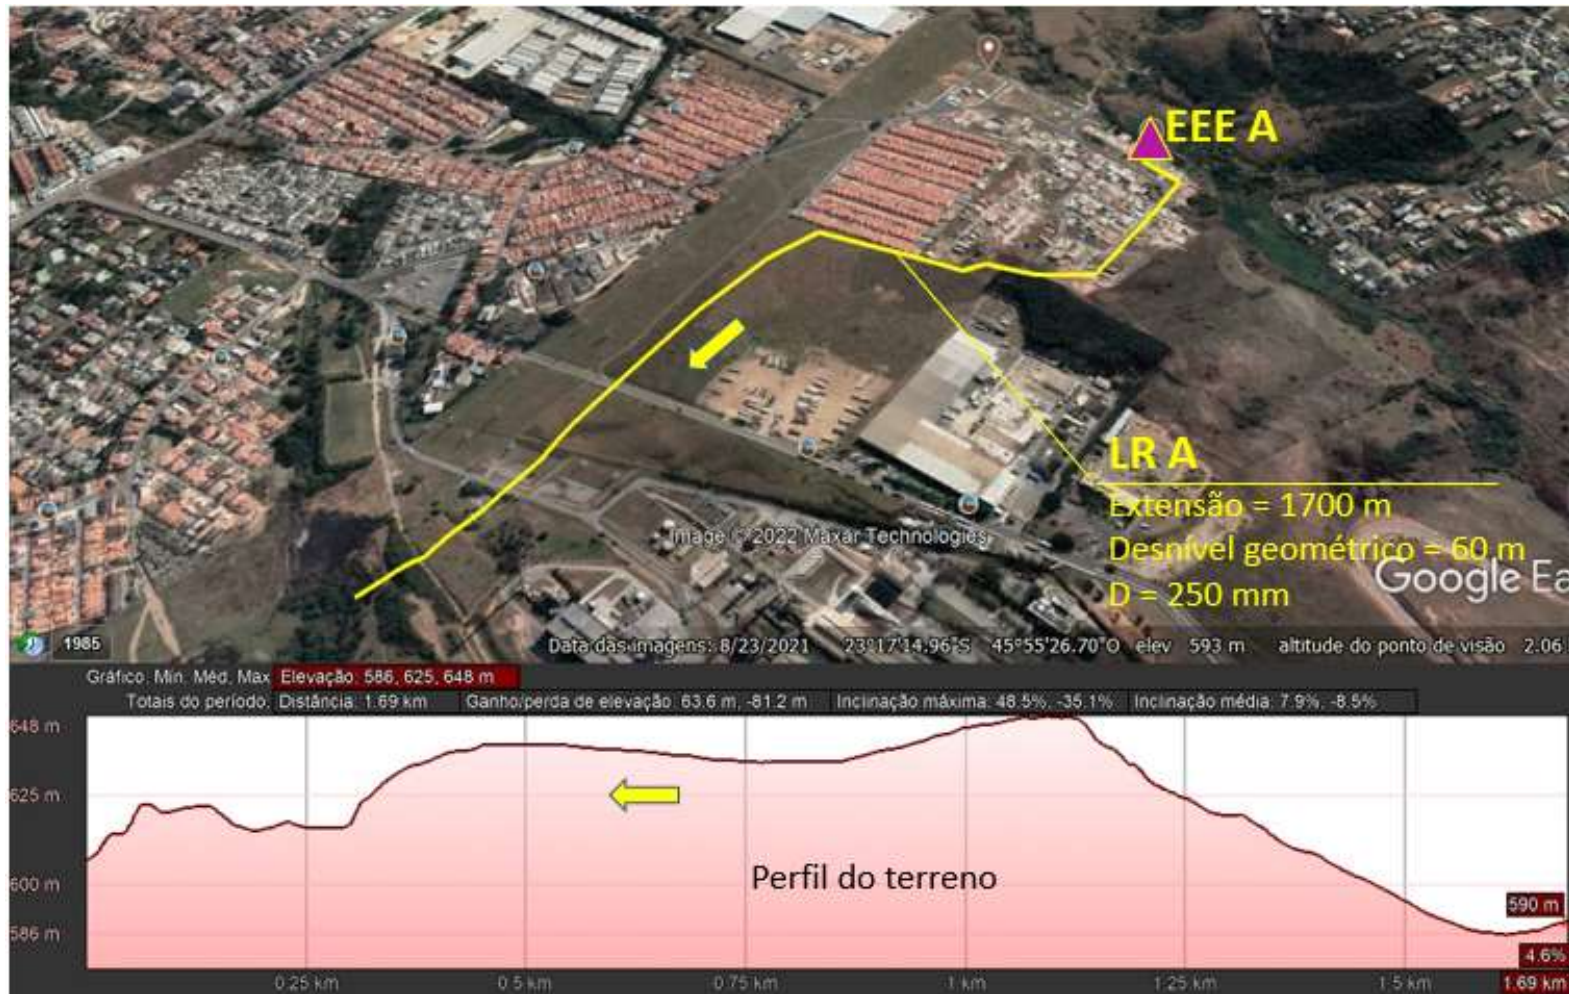 EEE A
LR A
Extensão = 1700 m
Desnível geométrico = 60 m
D = 250 mm
Image © 2022 Maxar Technologies
Google Ea
1985
Data das imagens: 8/23/2021 23°17'14.96"S 45°55'26.70"O elev 593 m altitude do ponto de visão 2.06
Gráfico: Min, Méd, Max Elevação: 586, 625, 648 m
Totais do período: Distância: 1.69 km Ganho/perda de elevação: 63.6 m, -81.2 m Inclinação máxima: 48.5%, -35.1% Inclinação média: 7.9%, -8.5%
648 m
625 m
Perfil do terreno
600 m
590 m
586 m
4.6%
0.25 km 0.5 km 0.75 km 1 km 1.25 km 1.5 km 1.69 km